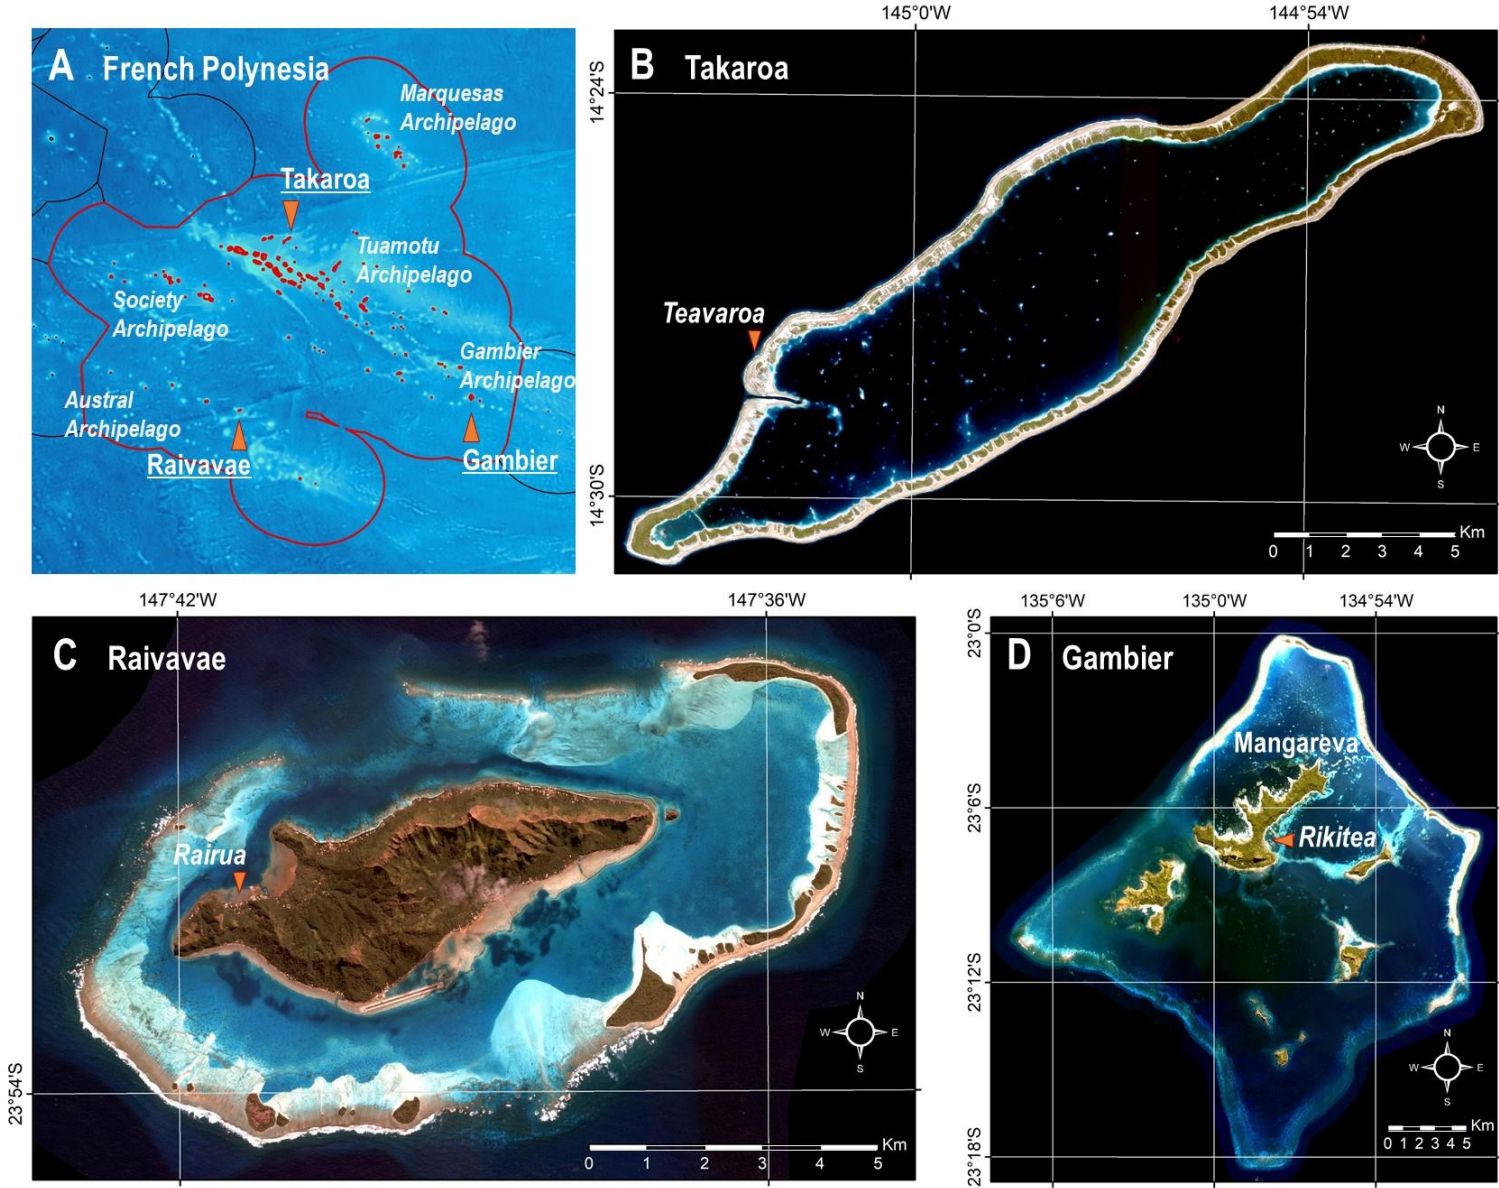 A French Polynesia
Marquesas
Archipelago
Takaroa
Tuamotu
Archipelago
Society
Archipelago
Gambier
Archipelago
Austral
Archipelago
Raivavae
Gambier
145°0'W
144°54'W
14°24'S
14°30'S
B Takaroa
Teavaroa
N
W E
S
Km
0 1 2 3 4 5
147°42'W
147°36'W
23°54'S
C Raivavae
Rairua
N
W E
S
Km
0 1 2 3 4 5
135°6'W
135°0'W
134°54'W
23°0'S
23°6'S
23°12'S
23°18'S
D Gambier
Mangareva
Rikitea
N
W E
S
Km
0 1 2 3 4 5